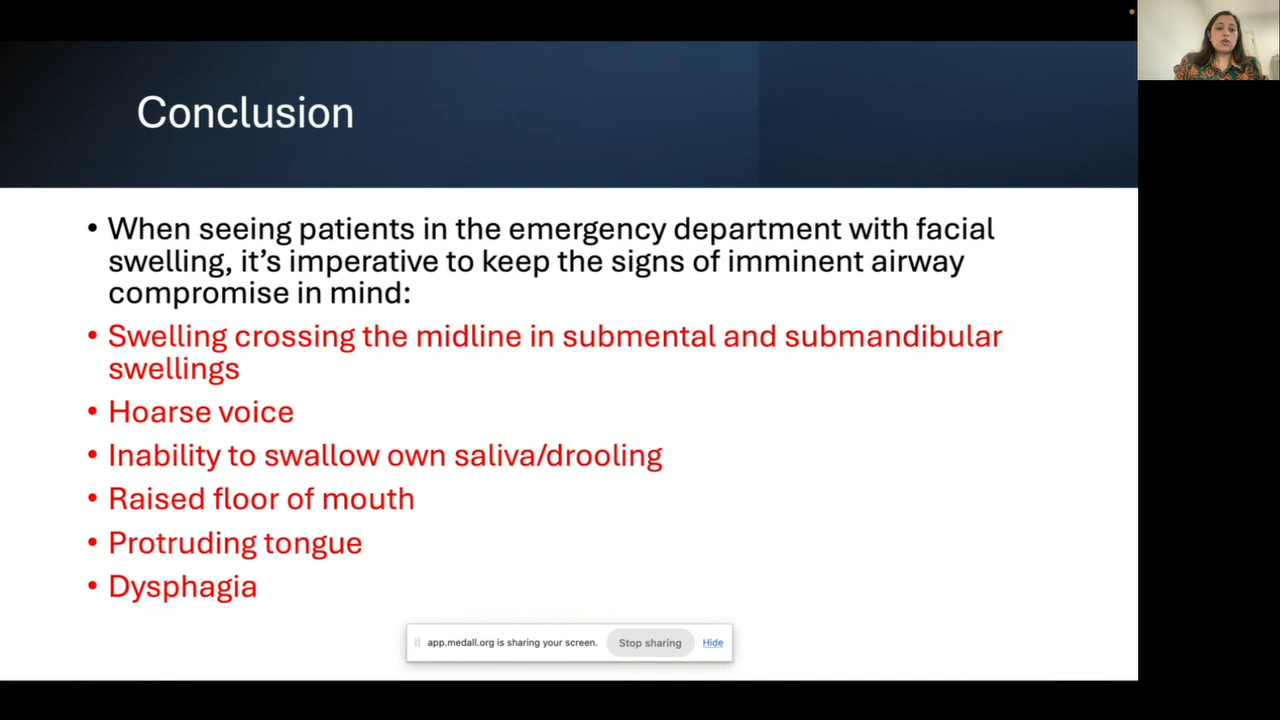 Conclusion
• When seeing patients in the emergency department with facial
swelling, it’s imperative to keep the signs of imminent airway
compromise in mind:
• Swelling crossing the midline in submental and submandibular
swellings
• Hoarse voice
• Inability to swallow own saliva/drooling
• Raised floor of mouth
• Protruding tongue
• Dysphagia
app.medall.org is sharing your screen. Stop sharing Hide